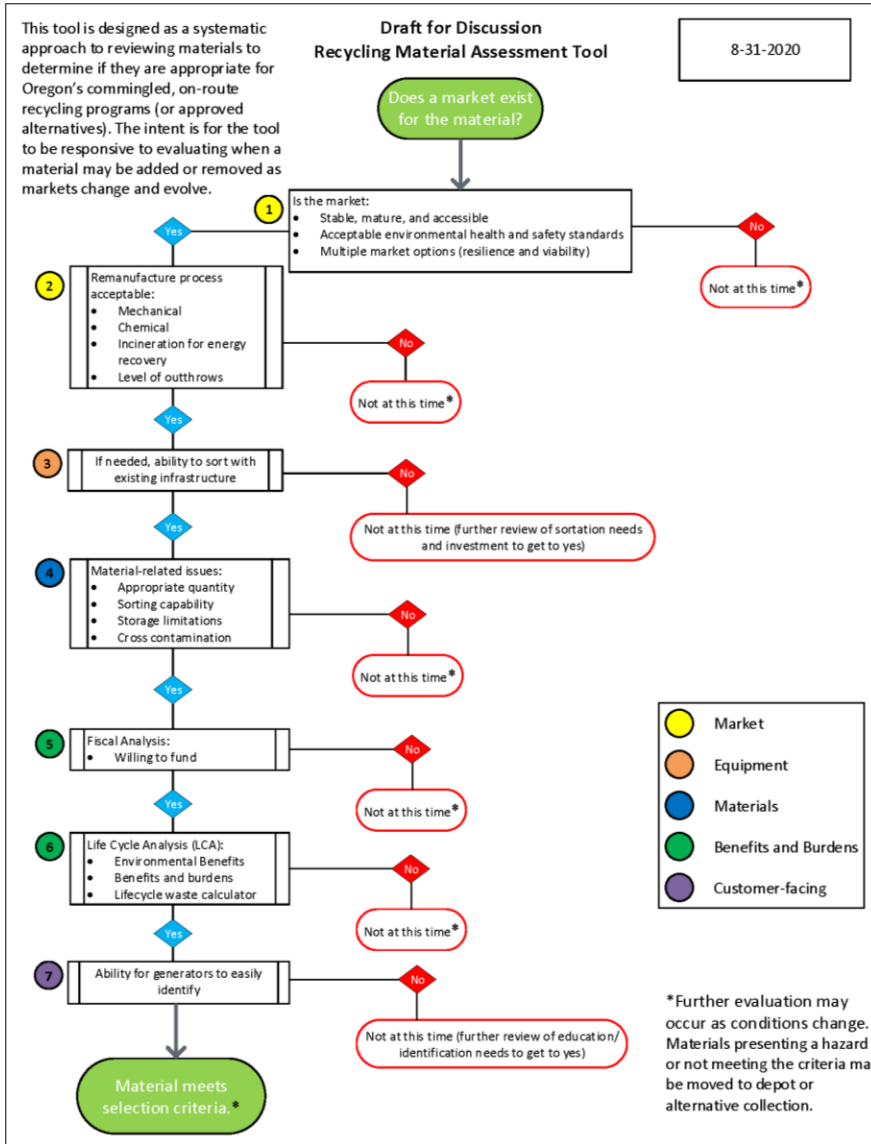 This tool is designed as a systematic
approach to reviewing materials to
determine if they are appropriate for
Oregon's commingled, on-route
recycling programs (or approved
alternatives). The intent is for the tool
to be responsive to evaluating when a
material may be added or removed as
markets change and evolve.
Draft for Discussion
Recycling Material Assessment Tool
8-31-2020
Does a market exist
for the material?
1
Is the market:
• Stable, mature, and accessible
• Acceptable environmental health and safety standards
• Multiple market options (resilience and viability)
Yes
No
Not at this time*
2
Remanufacture process
acceptable:
• Mechanical
• Chemical
• Incineration for energy
recovery
• Level of outthrows
No
Not at this time*
Yes
3
If needed, ability to sort with
existing infrastructure
No
Not at this time (further review of sortation needs
and investment to get to yes)
Yes
4
Material-related issues:
• Appropriate quantity
• Sorting capability
• Storage limitations
• Cross contamination
No
Not at this time*
Yes
5
Fiscal Analysis:
• Willing to fund
No
Not at this time*
Yes
6
Life Cycle Analysis (LCA):
• Environmental Benefits
• Benefits and burdens
• Lifecycle waste calculator
No
Not at this time*
Yes
7
Ability for generators to easily
identify
No
Not at this time (further review of education/
identification needs to get to yes)
Material meets
selection criteria.*
Market
Equipment
Materials
Benefits and Burdens
Customer-facing
*Further evaluation may
occur as conditions change.
Materials presenting a hazard
or not meeting the criteria may
be moved to depot or
alternative collection.